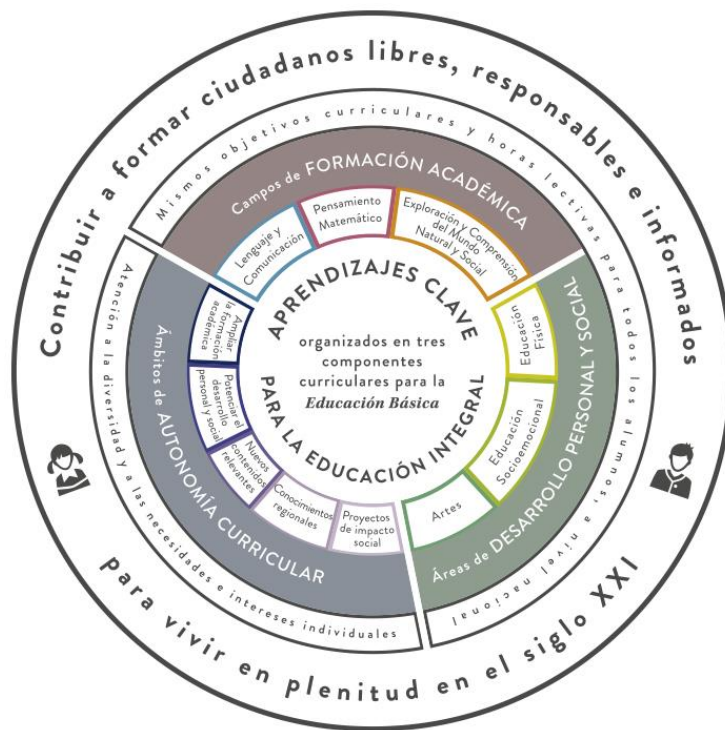 Contribuir a formar ciudadanos libres, responsables e informados
para vivir en plenitud en el siglo XXI
Mismos objetivos curriculares y horas lectivas para todos los alumnos, a nivel nacional
Atención a la diversidad y a las necesidades e intereses individuales
Campos de FORMACIÓN ACADÉMICA
Lenguaje y
Comunicación
Pensamiento
Matemático
Exploración y Comprensión
del Mundo
Natural y Social
Áreas de DESARROLLO PERSONAL Y SOCIAL
Educación
Física
Educación
Socioemocional
Artes
Ámbitos de AUTONOMÍA CURRICULAR
Ampliar
la formación
académica
Potenciar el
desarrollo
personal y social
Nuevos
contenidos
relevantes
Conocimientos
regionales
Proyectos
de impacto
social
APRENDIZAJES CLAVE
PARA LA EDUCACIÓN INTEGRAL
organizados en tres
componentes
curriculares para la
Educación Básica